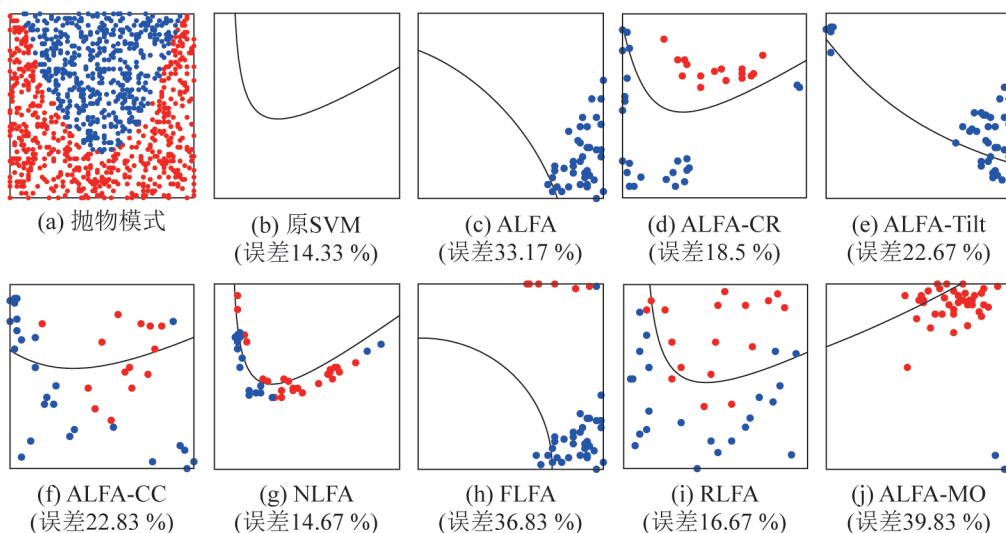 (a) 抛物模式
(b) 原SVM
(误差14.33 %)
(c) ALFA
(误差33.17 %)
(d) ALFA-CR
(误差18.5 %)
(e) ALFA-Tilt
(误差22.67 %)
(f) ALFA-CC
(误差22.83 %)
(g) NLFA
(误差14.67 %)
(h) FLFA
(误差36.83 %)
(i) RLFA
(误差16.67 %)
(j) ALFA-MO
(误差39.83 %)